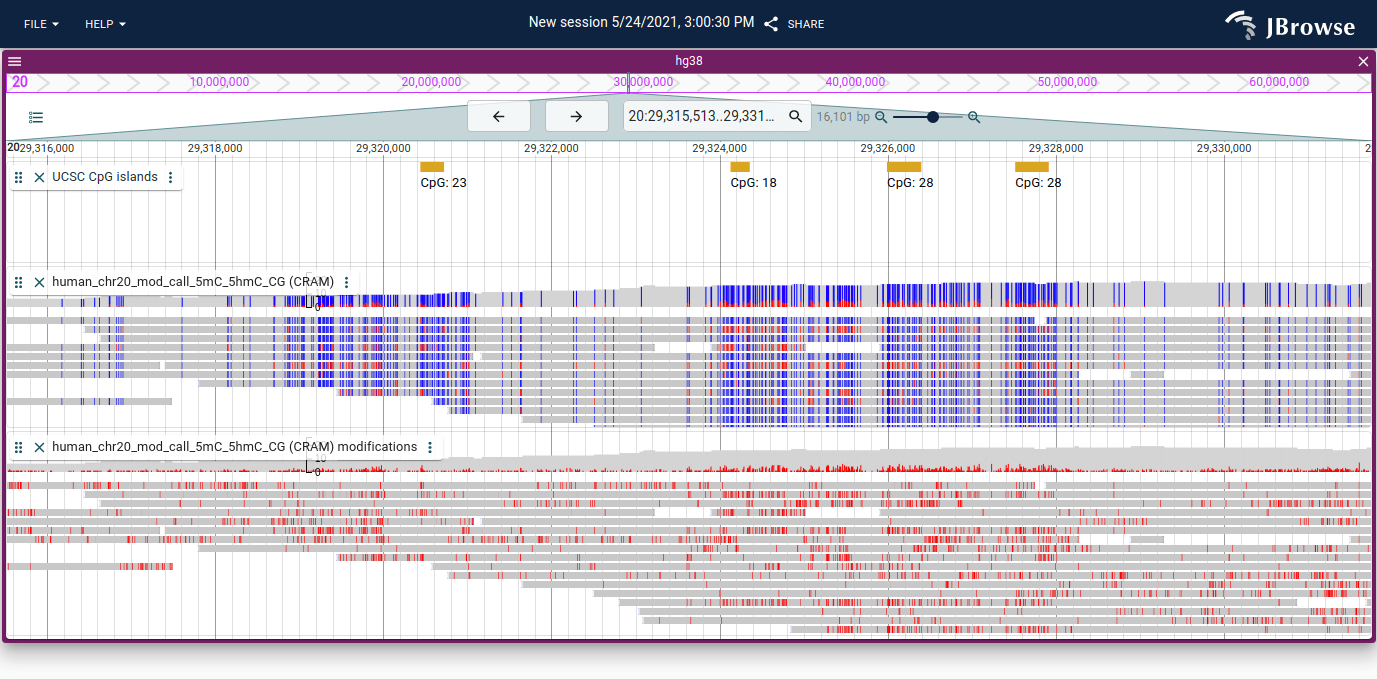 FILE HELP New session 5/24/2021, 3:00:30 PM SHARE JBrowse
hg38
20 10,000,000 20,000,000 30,000,000 40,000,000 50,000,000 60,000,000
20:29,315,513..29,331... 16,101 bp
20 29,316,000 29,318,000 29,320,000 29,322,000 29,324,000 29,326,000 29,328,000 29,330,000 2
UCSC CpG islands
CpG: 23 CpG: 18 CpG: 28 CpG: 28
human_chr20_mod_call_5mC_5hmC_CG (CRAM)
0
human_chr20_mod_call_5mC_5hmC_CG (CRAM) modifications
0